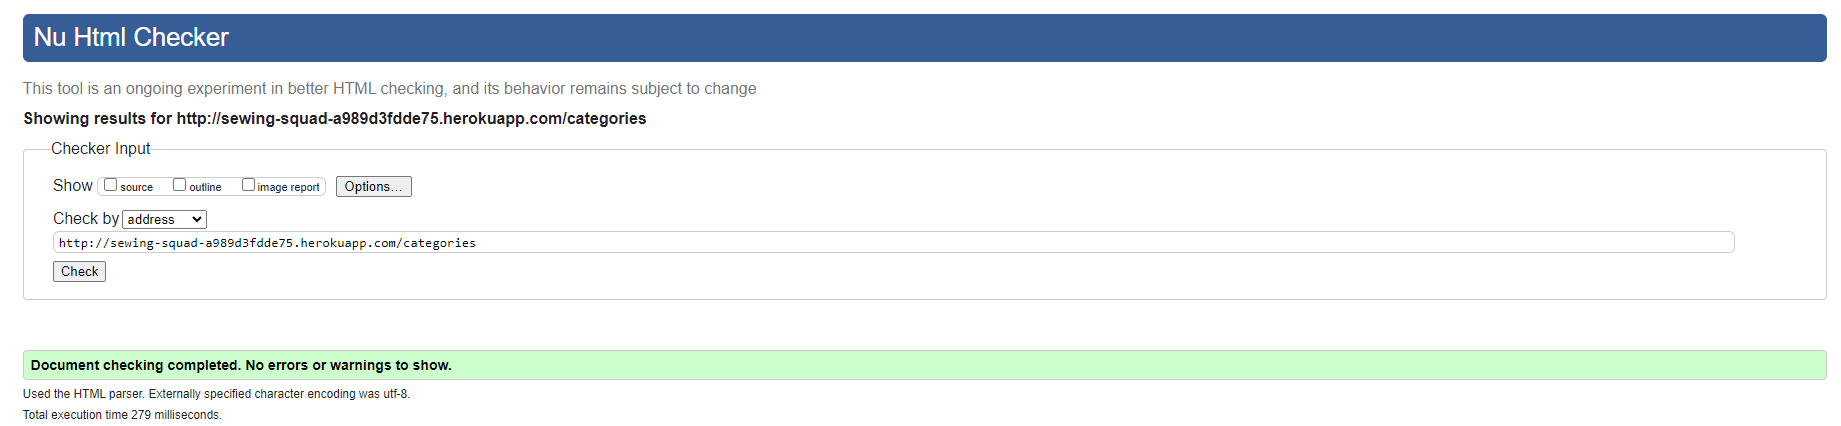 Nu Html Checker
This tool is an ongoing experiment in better HTML checking, and its behavior remains subject to change
Showing results for http://sewing-squad-a989d3fdde75.herokuapp.com/categories
Checker Input
Show source outline image report Options...
Check by address
http://sewing-squad-a989d3fdde75.herokuapp.com/categories
Check
Document checking completed. No errors or warnings to show.
Used the HTML parser. Externally specified character encoding was utf-8.
Total execution time 279 milliseconds.